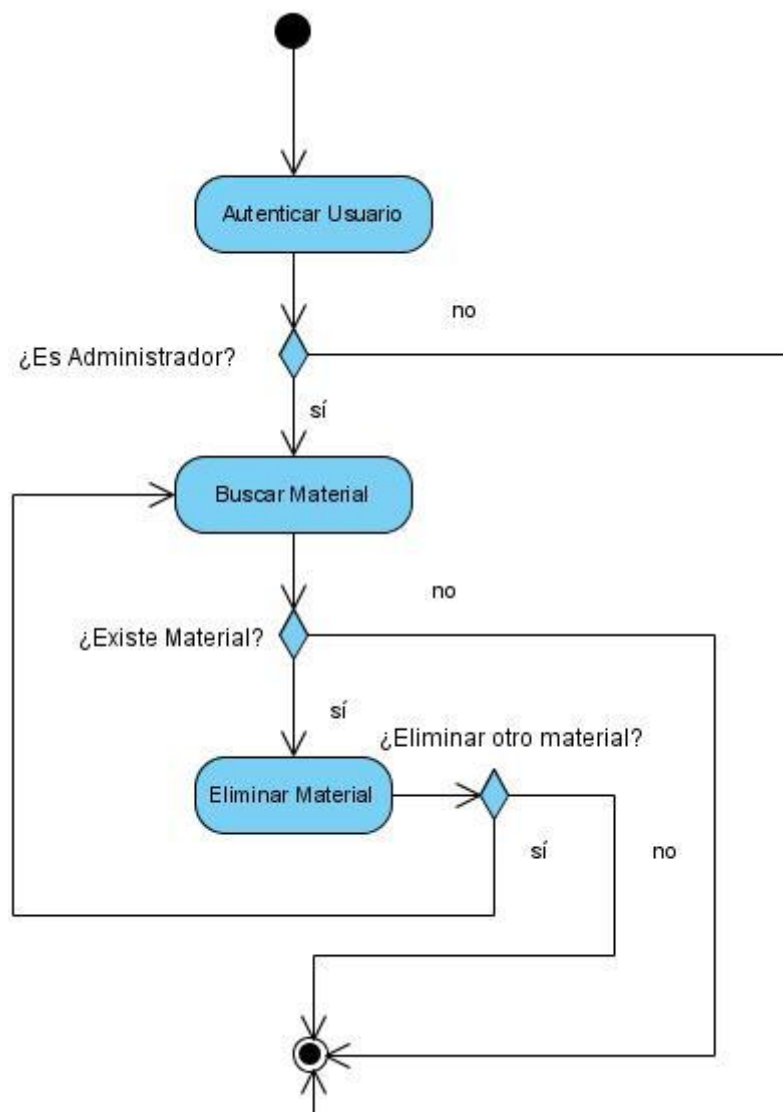 Autenticar Usuario
no
¿Es Administrador?
sí
Buscar Material
no
¿Existe Material?
sí
¿Eliminar otro material?
Eliminar Material
sí
no